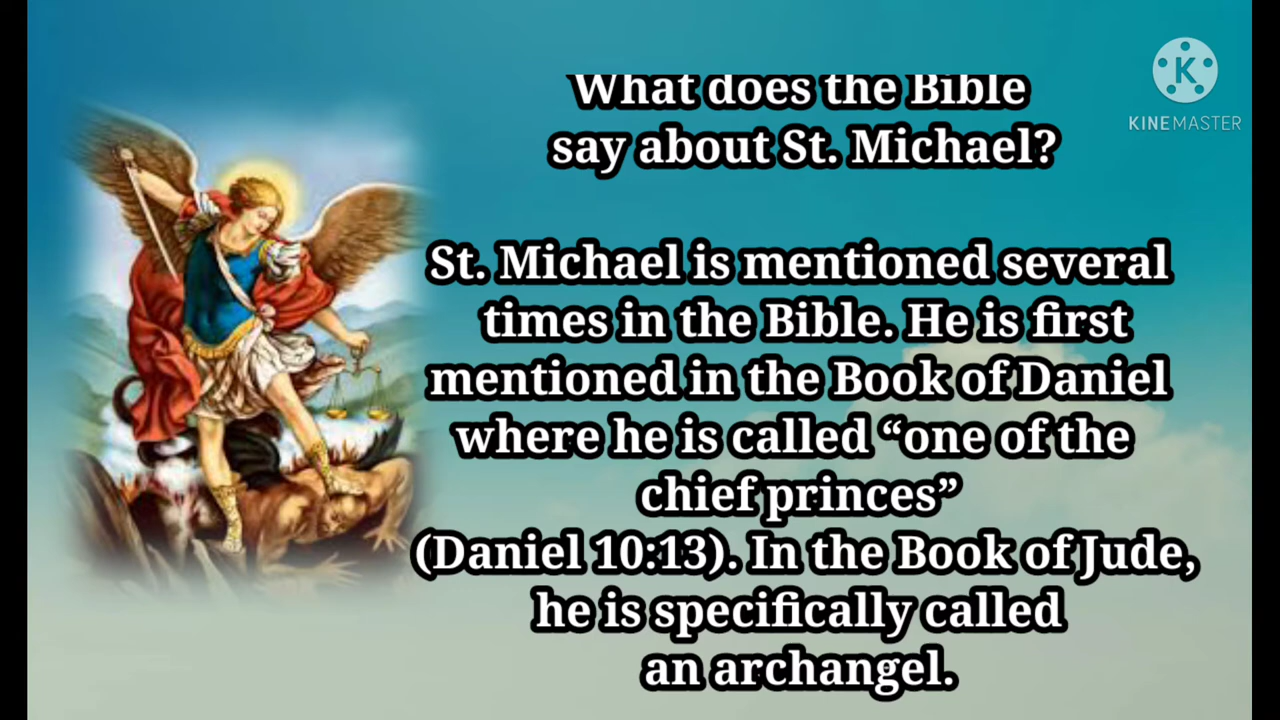 What does the Bible
say about St. Michael?
St. Michael is mentioned several
times in the Bible. He is first
mentioned in the Book of Daniel
where he is called “one of the
chief princes”
(Daniel 10:13). In the Book of Jude,
he is specifically called
an archangel.
K
KINEMASTER